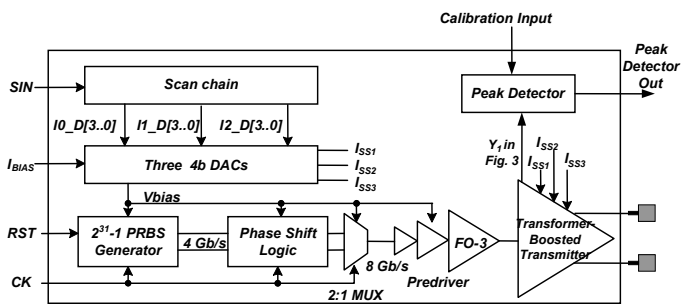 Calibration Input
Peak
Detector
Out
SIN
Scan chain
Peak Detector
I0_D[3..0]
I1_D[3..0]
I2_D[3..0]
Y1 in
Fig. 3
ISS1
ISS2
ISS3
IBIAS
Three 4b DACs
ISS1
ISS2
ISS3
Vbias
RST
2^31-1 PRBS
Generator
4 Gb/s
Phase Shift
Logic
8 Gb/s
Predriver
FO-3
Transformer-
Boosted
Transmitter
CK
2:1 MUX